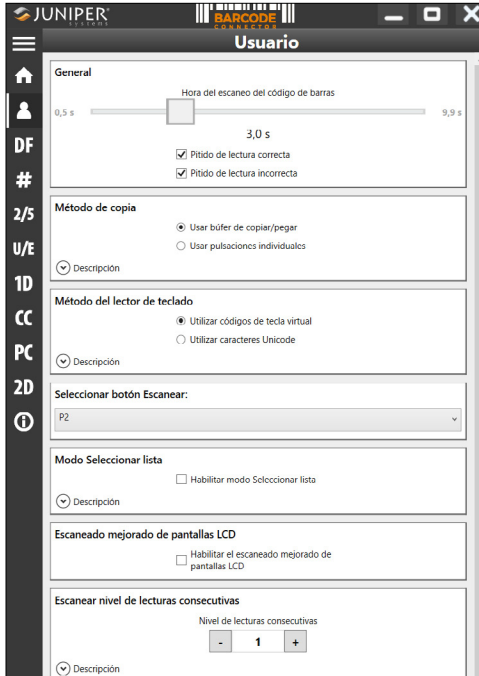 JUNIPER®
systems
BARCODE
CONNECTOR
Usuario
DF
#
2/5
U/E
1D
CC
PC
2D
General
Hora del escaneo del código de barras
0,5 s
9,9 s
3,0 s
Pitido de lectura correcta
Pitido de lectura incorrecta
Método de copia
Usar búfer de copiar/pegar
Usar pulsaciones individuales
Descripción
Método del lector de teclado
Utilizar códigos de tecla virtual
Utilizar caracteres Unicode
Descripción
Seleccionar botón Escanear:
P2
Modo Seleccionar lista
Habilitar modo Seleccionar lista
Descripción
Escaneado mejorado de pantallas LCD
Habilitar el escaneado mejorado de
pantallas LCD
Escanear nivel de lecturas consecutivas
Nivel de lecturas consecutivas
- 1 +
Descripción